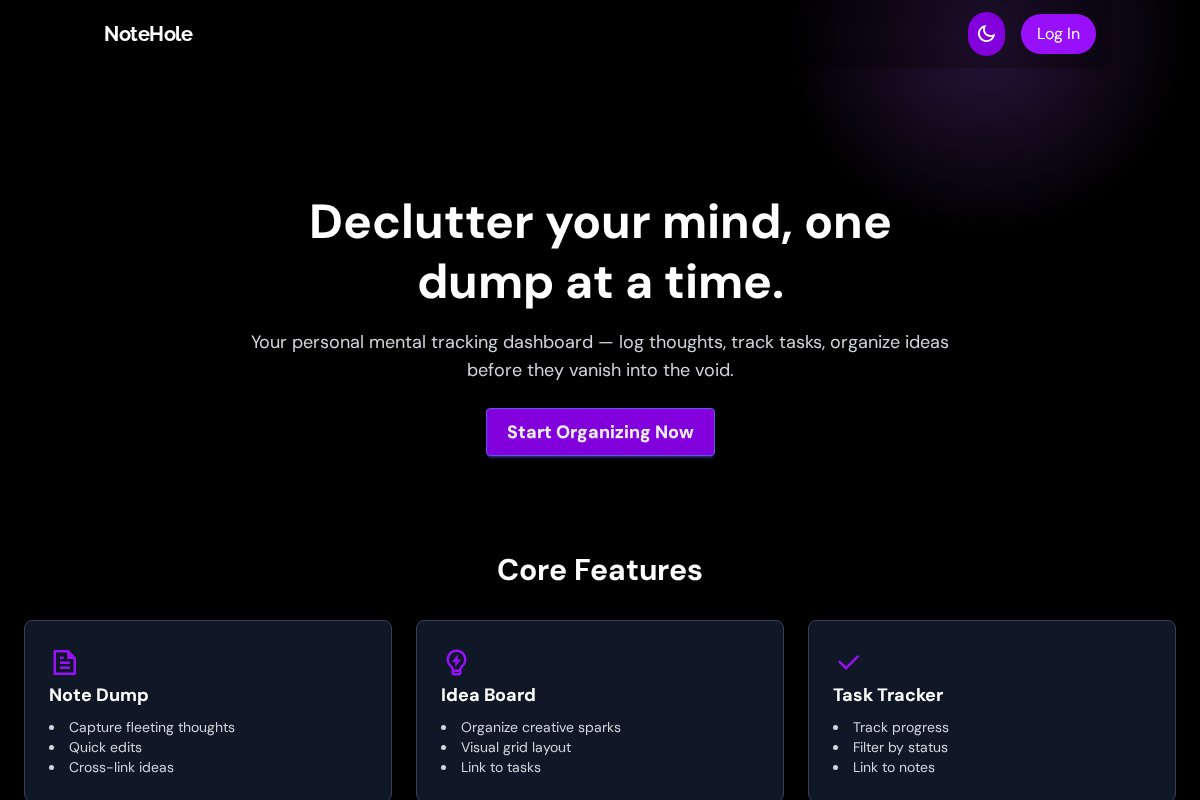 NoteHole
Log In
Declutter your mind, one
dump at a time.
Your personal mental tracking dashboard — log thoughts, track tasks, organize ideas
before they vanish into the void.
Start Organizing Now
Core Features
Note Dump
Capture fleeting thoughts
Quick edits
Cross-link ideas
Idea Board
Organize creative sparks
Visual grid layout
Link to tasks
Task Tracker
Track progress
Filter by status
Link to notes